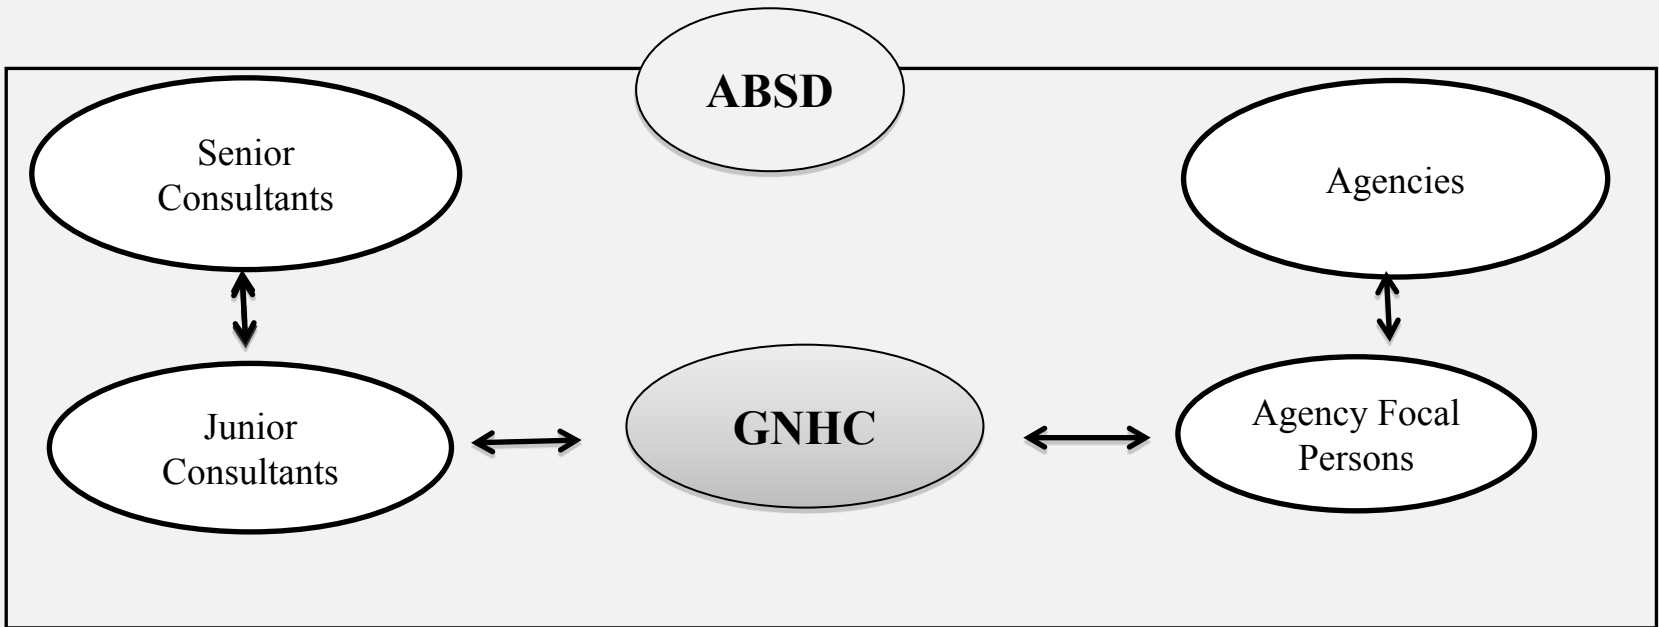 ABSD
Senior
Consultants
Agencies
Junior
Consultants
GNHC
Agency Focal
Persons